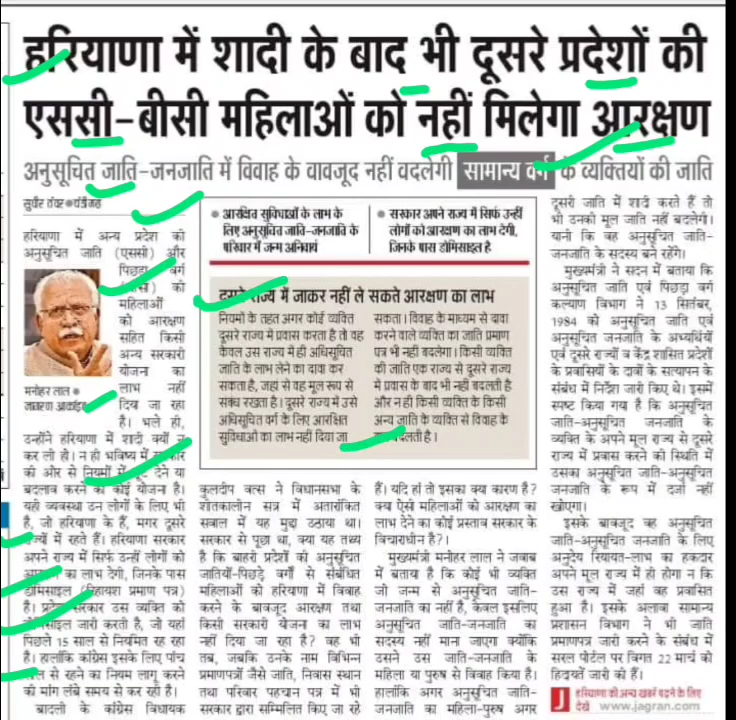 हरियाणा में शादी के बाद भी दूसरे प्रदेशों की
एससी-बीसी महिलाओं को नहीं मिलेगा आरक्षण
अनुसूचित जाति-जनजाति में विवाह के बावजूद नहीं बदलेगी सामान्य वर्ग के व्यक्तियों की जाति
सुधीर तंवर ● चंडीगढ़
हरियाणा में अन्य प्रदेश की
अनुसूचित जाति (एससी) और
पिछड़ा वर्ग
की
महिलाओं
को आरक्षण
सहित किसी
अन्य सरकारी
योजना का
लाभ नहीं
दिया जा रहा
है। भले ही,
मनोहर लाल ●
जागरण आर्काइव
उन्होंने हरियाणा में शादी क्यों न
कर ली हो। न ही भविष्य में
की ओर से नियमों में देने या
बदलाव करने की कोई योजना है।
यही व्यवस्था उन लोगों के लिए भी
है, जो हरियाणा के हैं, मगर दूसरे
में रहते हैं। हरियाणा सरकार
अपने राज्य में सिर्फ उन्हीं लोगों को
का लाभ देगी, जिनके पास
डोमिसाइल (रिहायश प्रमाण पत्र)
है। प्रदेश सरकार उस व्यक्ति को
जारी करती है, जो यहां
पिछले 15 साल से नियमित रह रहा
है। हालांकि कांग्रेस इसके लिए पांच
से रहने का नियम लागू करने
की मांग लंबे समय से कर रही है।
बादली के कांग्रेस विधायक
● आरक्षित सुविधाओं के लाभ के
लिए अनुसूचित जाति-जनजाति के
परिवार में जन्म अनिवार्य
● सरकार अपने राज्य में सिर्फ उन्हीं
लोगों को आरक्षण का लाभ देगी,
जिनके पास डोमिसाइल है
दूसरे राज्य में जाकर नहीं ले सकते आरक्षण का लाभ
नियमों के तहत अगर कोई व्यक्ति
दूसरे राज्य में प्रवास करता है तो वह
केवल उस राज्य में ही अधिसूचित
जाति के लाभ लेने का दावा कर
सकता है, जहां से वह मूल रूप से
संबंध रखता है। दूसरे राज्य में उसे
अधिसूचित वर्ग के लिए आरक्षित
सुविधाओं का लाभ नहीं दिया जा
सकता। विवाह के माध्यम से दावा
करने वाले व्यक्ति का जाति प्रमाण
पत्र भी नहीं बदलेगा। किसी व्यक्ति
की जाति एक राज्य से दूसरे राज्य
में प्रवास के बाद भी नहीं बदलती है
और न ही किसी व्यक्ति के किसी
अन्य जाति के व्यक्ति से विवाह के
बदलती है।
कुलदीप वत्स ने विधानसभा के
शीतकालीन सत्र में अतारांकित
सवाल में यह मुद्दा उठाया था।
सरकार से पूछा था, क्या यह तथ्य
है कि बाहरी प्रदेशों की अनुसूचित
जातियों-पिछड़े वर्गों से संबंधित
महिलाओं को हरियाणा में विवाह
करने के बावजूद आरक्षण तथा
किसी सरकारी योजना का लाभ
नहीं दिया जा रहा है? वह भी
तब, जबकि उनके नाम विभिन्न
प्रमाणपत्रों जैसे जाति, निवास स्थान
तथा परिवार पहचान पत्र में भी
सरकार द्वारा सम्मिलित किए जा रहे
हैं। यदि हां तो इसका क्या कारण है?
क्या ऐसे महिलाओं को आरक्षण का
लाभ देने का कोई प्रस्ताव सरकार के
विचाराधीन है?।
मुख्यमंत्री मनोहर लाल ने जवाब
में बताया है कि कोई भी व्यक्ति
जो जन्म से अनुसूचित जाति-
जनजाति का नहीं है, केवल इसलिए
अनुसूचित जाति-जनजाति का
सदस्य नहीं माना जाएगा क्योंकि
उसने उस जाति-जनजाति के
महिला या पुरुष से विवाह किया है।
हालांकि अगर अनुसूचित जाति-
जनजाति का महिला-पुरुष अगर
दूसरी जाति में शादी करते हैं तो
भी उनकी मूल जाति नहीं बदलेगी।
यानी कि वह अनुसूचित जाति-
जनजाति के सदस्य बने रहेंगे।
मुख्यमंत्री ने सदन में बताया कि
अनुसूचित जाति एवं पिछड़ा वर्ग
कल्याण विभाग ने 13 सितंबर,
1984 को अनुसूचित जाति एवं
अनुसूचित जनजाति के अभ्यर्थियों
एवं दूसरे राज्यों व केंद्र शासित प्रदेशों
के प्रवासियों के दावों के सत्यापन के
संबंध में निर्देश जारी किए थे। इसमें
स्पष्ट किया गया है कि अनुसूचित
जाति-अनुसूचित जनजाति के
व्यक्ति के अपने मूल राज्य से दूसरे
राज्य में प्रवास करने की स्थिति में
उसका अनुसूचित जाति-अनुसूचित
जनजाति के रूप में दर्जा नहीं
खोएगा।
इसके बावजूद वह अनुसूचित
जाति-अनुसूचित जनजाति के लिए
अनुदेय रियायत-लाभ का हकदार
अपने मूल राज्य में ही होगा न कि
उस राज्य में जहां वह प्रवासित
हुआ है। इसके अलावा सामान्य
प्रशासन विभाग ने भी जाति
प्रमाणपत्र जारी करने के संबंध में
सरल पोर्टल पर विगत 22 मार्च को
हिदायतें जारी की हैं।
J हरियाणा की अन्य खबरें पढ़ने के लिए
देखें www.jagran.com